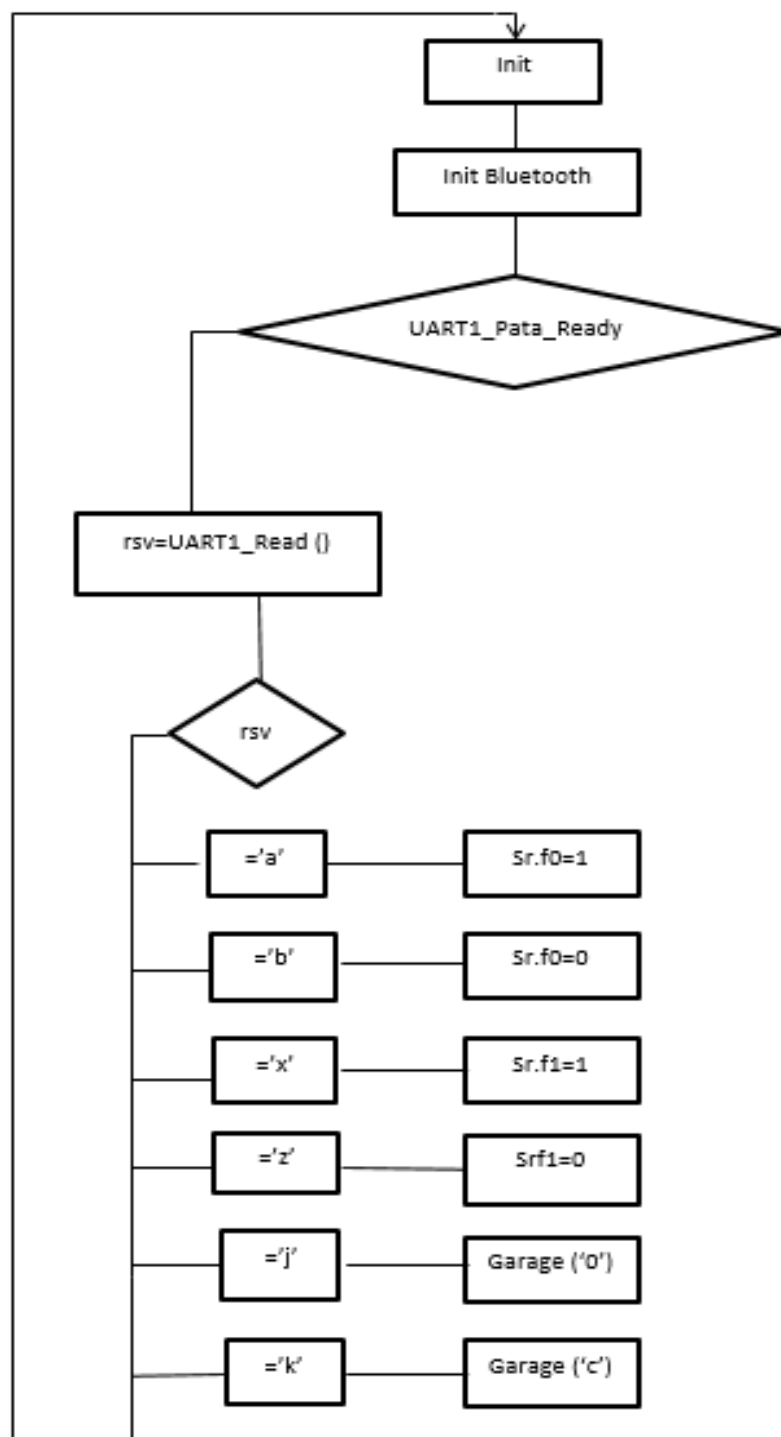 Init
Init Bluetooth
UART1_Pata_Ready
rsv=UART1_Read ()
rsv
='a'
Sr.f0=1
='b'
Sr.f0=0
='x'
Sr.f1=1
='z'
Srf1=0
='j'
Garage (‘0’)
='k'
Garage (‘c’)